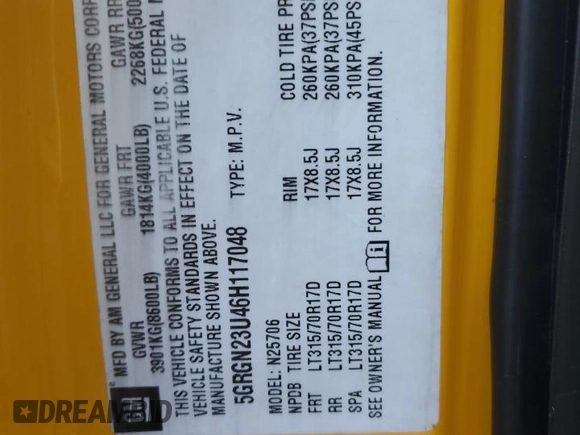 MFD BY AM GENERAL LLC FOR GENERAL MOTORS CORP
GVWR GAWR FRT GAWR RR
3901KG(8600LB) 1814KG(4000LB) 2268KG(500
THIS VEHICLE CONFORMS TO ALL APPLICABLE U.S. FEDERAL M
VEHICLE SAFETY STANDARDS IN EFFECT ON THE DATE OF
MANUFACTURE SHOWN ABOVE.
5GRGN23U46H117048 TYPE: M.P.V.
MODEL: N25706
NPDB TIRE SIZE RIM COLD TIRE PR
FRT LT315/70R17D 17X8.5J 260KPA(37PSI
RR LT315/70R17D 17X8.5J 260KPA(37PS
SPA LT315/70R17D 17X8.5J 310KPA(45PS
SEE OWNER'S MANUAL i FOR MORE INFORMATION.
GM
DREAMBID